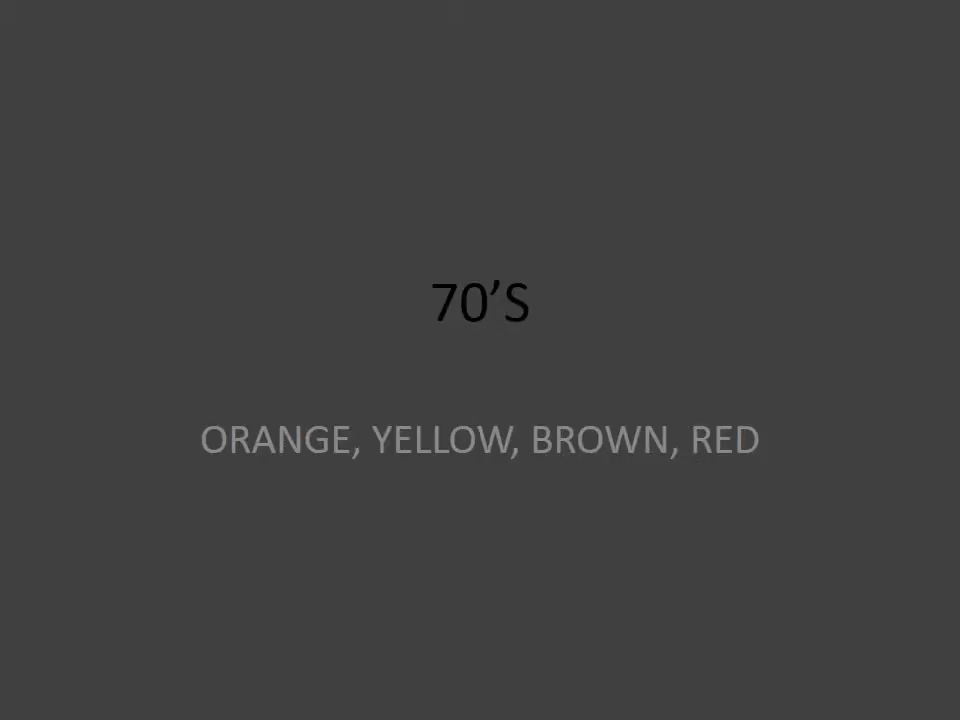 70’S
ORANGE, YELLOW, BROWN, RED